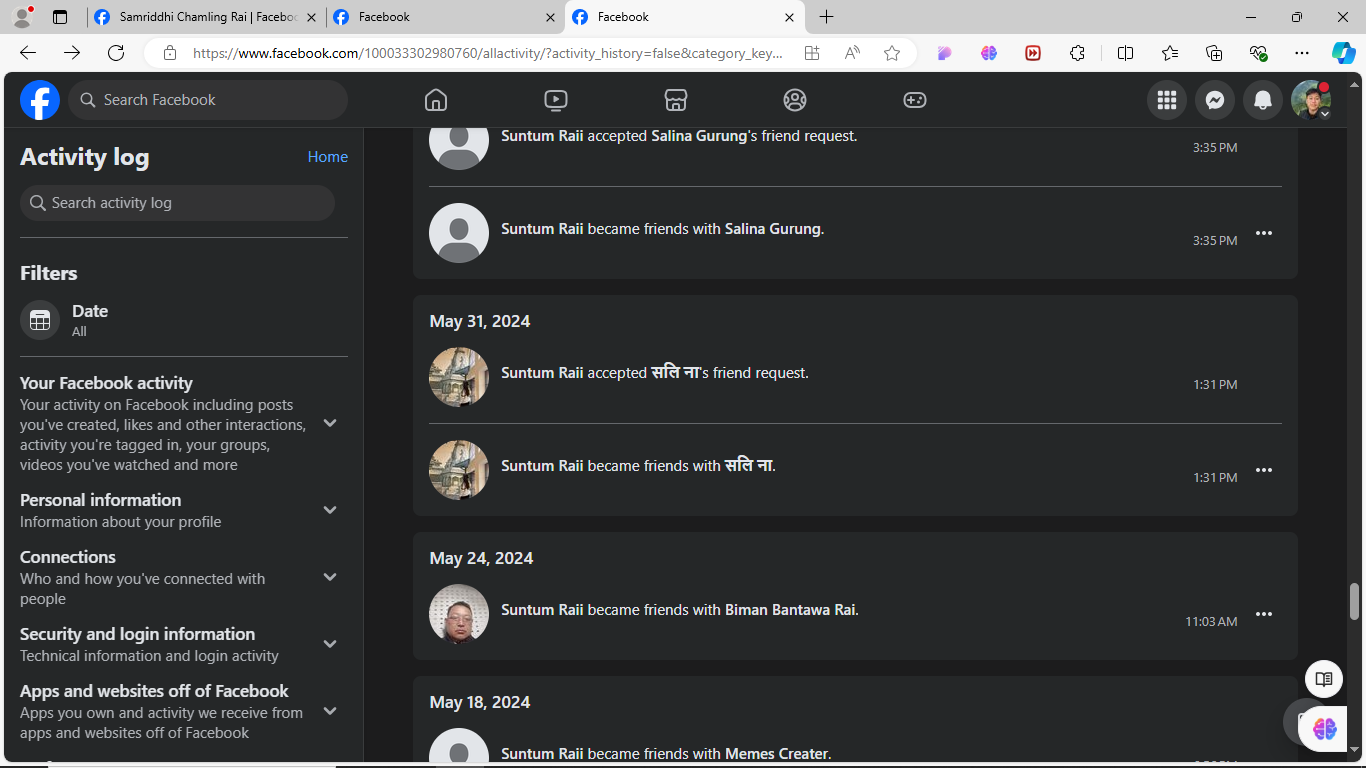 Samriddhi Chamling Rai | Faceboo
Facebook
Facebook
https://www.facebook.com/100033302980760/allactivity/?activity_history=false&category_key...
Search Facebook
Activity log
Home
Search activity log
Filters
Date
All
Your Facebook activity
Your activity on Facebook including posts
you've created, likes and other interactions,
activity you're tagged in, your groups,
videos you've watched and more
Personal information
Information about your profile
Connections
Who and how you've connected with
people
Security and login information
Technical information and login activity
Apps and websites off of Facebook
Apps you own and activity we receive from
apps and websites off of Facebook
Suntum Raii accepted Salina Gurung's friend request.
3:35 PM
Suntum Raii became friends with Salina Gurung.
3:35 PM
May 31, 2024
Suntum Raii accepted सलि ना's friend request.
1:31 PM
Suntum Raii became friends with सलि ना.
1:31 PM
May 24, 2024
Suntum Raii became friends with Biman Bantawa Rai.
11:03 AM
May 18, 2024
Suntum Raii became friends with Memes Creater.